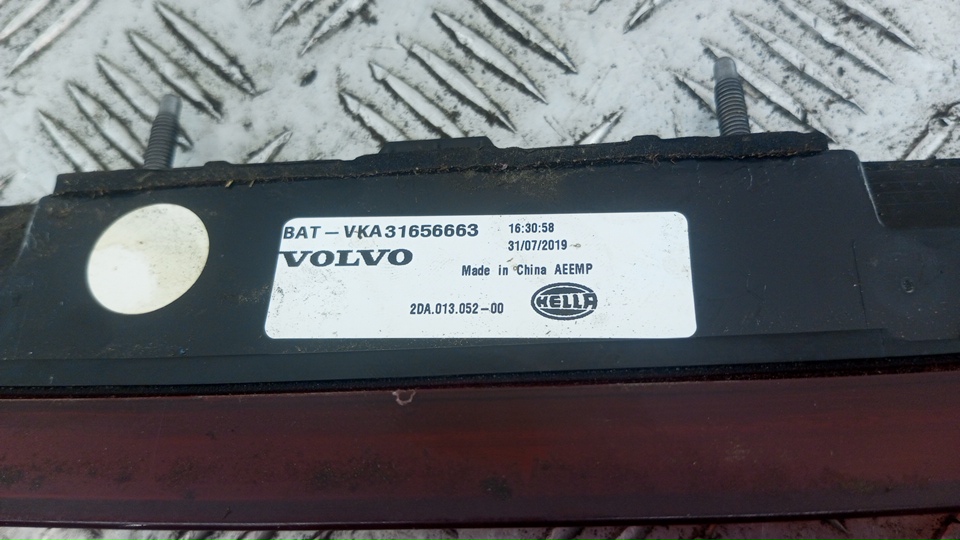 BAT-VKA31656663 16:30:58
VOLVO 31/07/2019
Made in China AEEMP
2DA.013.052-00 HELLA